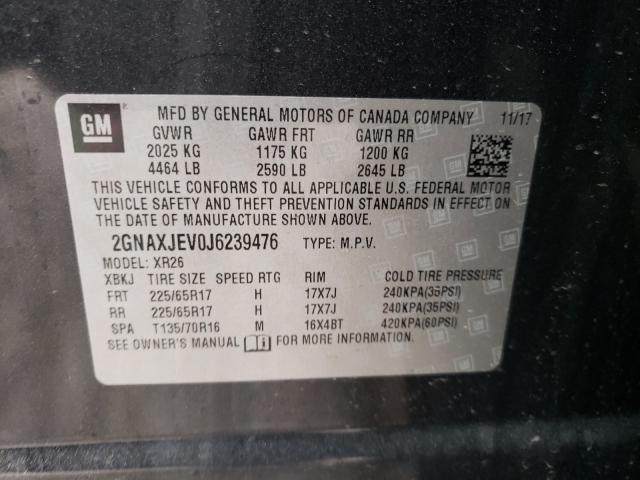 GM
MFD BY GENERAL MOTORS OF CANADA COMPANY 11/17
GVWR GAWR FRT GAWR RR
2025 KG 1175 KG 1200 KG
4464 LB 2590 LB 2645 LB
THIS VEHICLE CONFORMS TO ALL APPLICABLE U.S. FEDERAL MOTOR
VEHICLE SAFETY AND THEFT PREVENTION STANDARDS IN EFFECT ON
THE DATE OF MANUFACTURE SHOWN ABOVE.
2GNAXJEV0J6239476 TYPE: M.P.V.
MODEL: XR26
XBKJ TIRE SIZE SPEED RTG RIM COLD TIRE PRESSURE
FRT 225/65R17 H 17X7J 240KPA(35PSI)
RR 225/65R17 H 17X7J 240KPA(35PSI)
SPA T135/70R16 M 16X4BT 420KPA(60PSI)
SEE OWNER'S MANUAL FOR MORE INFORMATION.